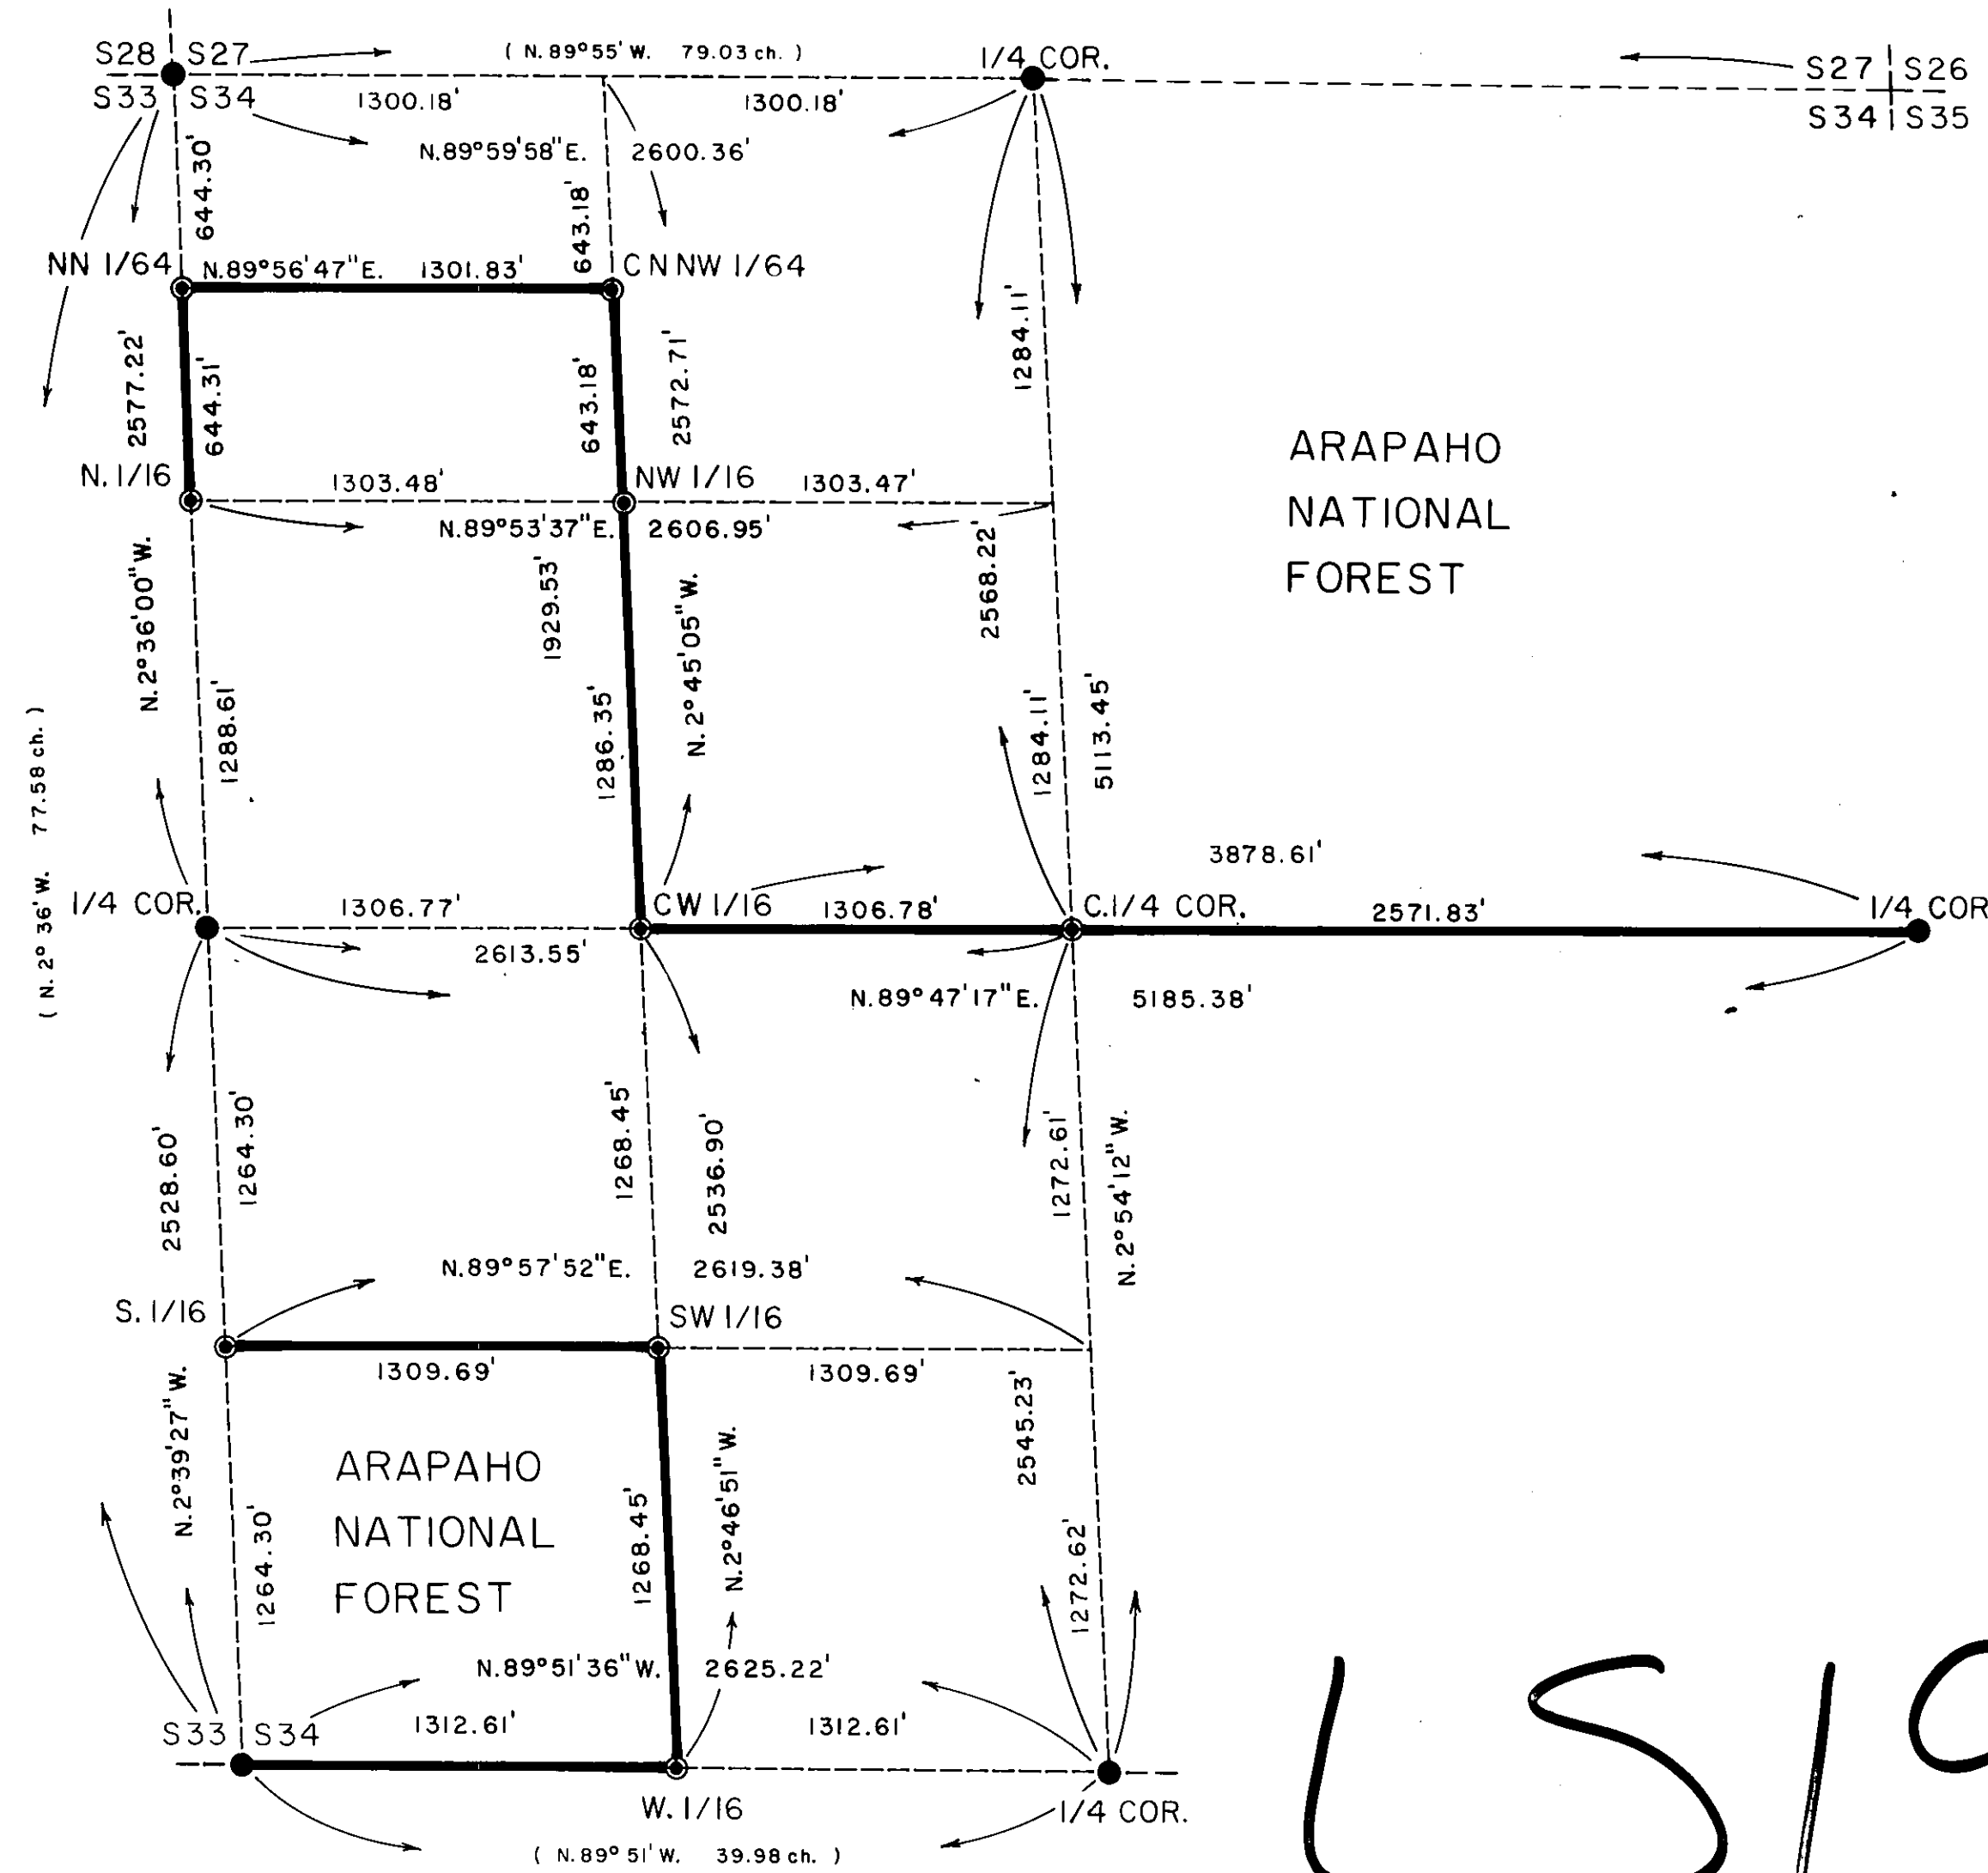 S28 S27
( N.89°55' W. 79.03 ch. )
1/4 COR.
S27 S26
S33 S34
1300.18'
1300.18'
S34 S35
N.89°59'58"E. 2600.36'
644.30'
643.18'
NN 1/64
N.89°56'47"E. 1301.83'
CNNW 1/64
1284.11'
2577.22'
644.31'
643.18'
2572.71'
ARAPAHO
NATIONAL
FOREST
N. 1/16
1303.48'
NW 1/16
1303.47'
N.89°53'37"E. 2606.95'
N.2°36'00"W.
1929.53'
N.2°45'05"W.
2568.22'
( N. 2° 36' W. 77.58 ch. )
1288.61'
1286.35'
1284.11'
5113.45'
3878.61'
1/4 COR.
1306.77'
CW 1/16
1306.78'
C.1/4 COR.
2571.83'
1/4 COR
2613.55'
N.89°47'17"E. 5185.38'
2528.60'
1264.30'
1268.45'
2536.90'
1272.61'
N.2°54'12"W.
N.89°57'52"E. 2619.38'
S. 1/16
SW 1/16
1309.69'
1309.69'
N.2°39'27"W.
ARAPAHO
NATIONAL
FOREST
1264.30'
1268.45'
N.2°46'51"W.
2545.23'
1272.62'
N.89°51'36"W. 2625.22'
S33 S34
1312.61'
1312.61'
W. 1/16
1/4 COR.
( N.89° 51' W. 39.98 ch. )